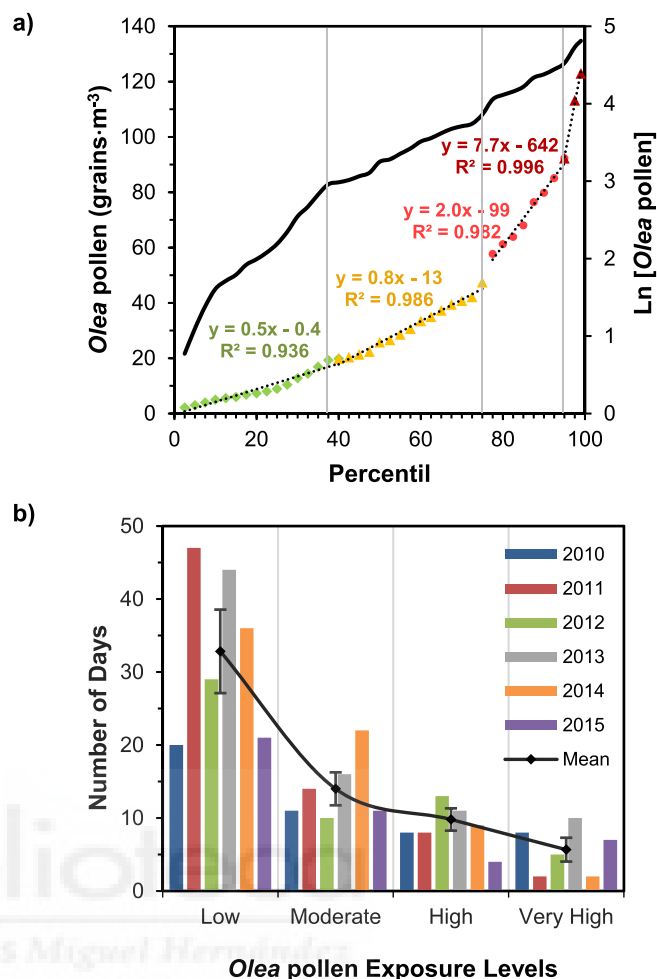 a)
140
120
100
80
60
40
20
0
Olea pollen (grains·m⁻³)
5
4
3
2
1
0
Ln [Olea pollen]
y = 7.7x - 642
R² = 0.996
y = 2.0x - 99
R² = 0.982
y = 0.8x - 13
R² = 0.986
y = 0.5x - 0.4
R² = 0.936
0 20 40 60 80 100
Percentil
b)
50
40
30
20
10
0
Number of Days
2010
2011
2012
2013
2014
2015
Mean
Low Moderate High Very High
Olea pollen Exposure Levels
Miguel Hernández